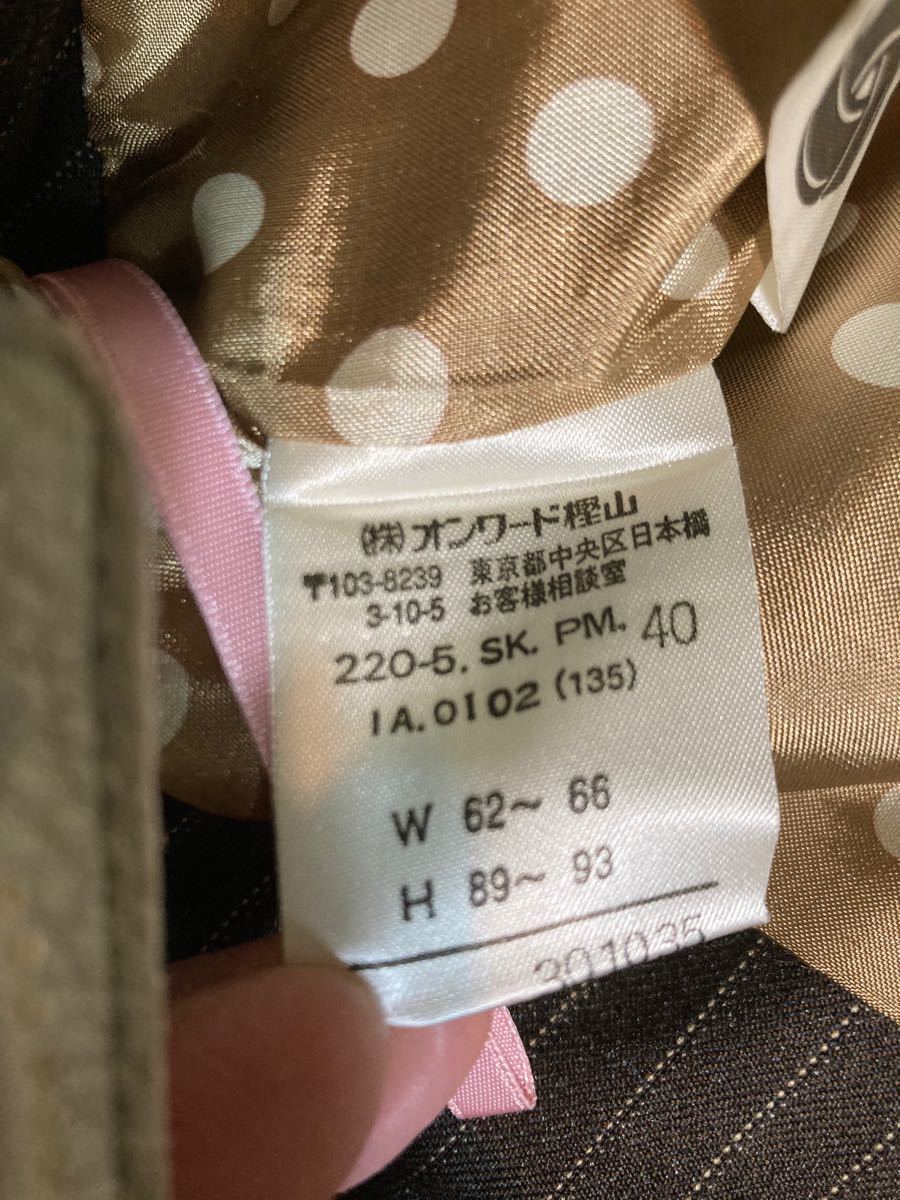 (株)オンワード樫山
〒103-8239 東京都中央区日本橋
3-10-5 お客様相談室
220-5. SK. PM. 40
IA.0102 (135)
W 62～ 66
H 89～ 93